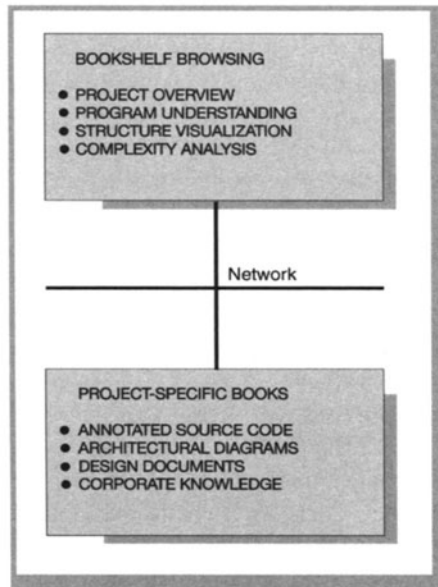 BOOKSHELF BROWSING
● PROJECT OVERVIEW
● PROGRAM UNDERSTANDING
● STRUCTURE VISUALIZATION
● COMPLEXITY ANALYSIS
Network
PROJECT-SPECIFIC BOOKS
● ANNOTATED SOURCE CODE
● ARCHITECTURAL DIAGRAMS
● DESIGN DOCUMENTS
● CORPORATE KNOWLEDGE